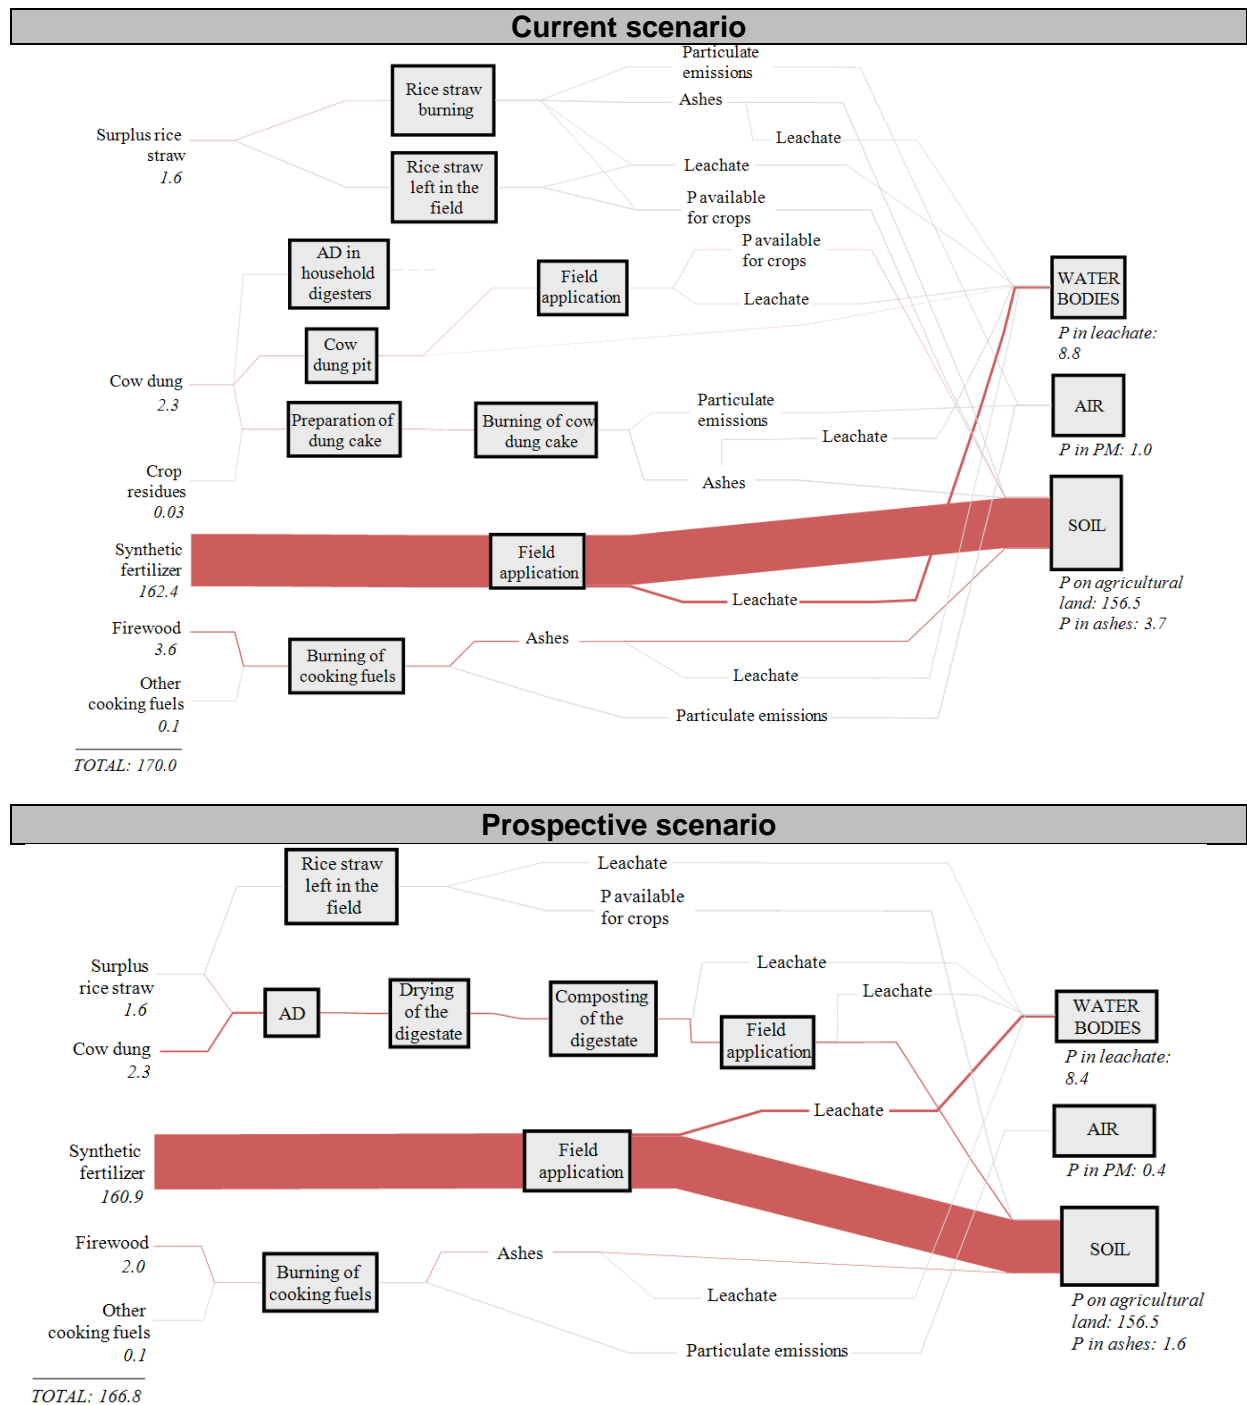 Current scenario
Particulate
emissions
Rice straw
burning
Ashes
Leachate
Surplus rice
straw
1.6
Rice straw
left in the
field
Leachate
P available
for crops
AD in
household
digesters
P available
for crops
Field
application
Leachate
WATER
BODIES
P in leachate:
8.8
Cow
dung pit
Cow dung
2.3
Preparation of
dung cake
Burning of cow
dung cake
Particulate
emissions
Leachate
AIR
P in PM: 1.0
Crop
residues
0.03
Ashes
Synthetic
fertilizer
162.4
Field
application
SOIL
P on agricultural
land: 156.5
P in ashes: 3.7
Leachate
Firewood
3.6
Burning of
cooking fuels
Ashes
Leachate
Other
cooking fuels
0.1
Particulate emissions
TOTAL: 170.0
Prospective scenario
Rice straw
left in the
field
Leachate
P available
for crops
Surplus
rice straw
1.6
Leachate
AD
Drying
of the
digestate
Composting
of the
digestate
Leachate
Field
application
WATER
BODIES
P in leachate:
8.4
Cow dung
2.3
Leachate
AIR
P in PM: 0.4
Synthetic
fertilizer
160.9
Field
application
SOIL
P on agricultural
land: 156.5
P in ashes: 1.6
Firewood
2.0
Burning of
cooking fuels
Ashes
Leachate
Other
cooking fuels
0.1
Particulate emissions
TOTAL: 166.8